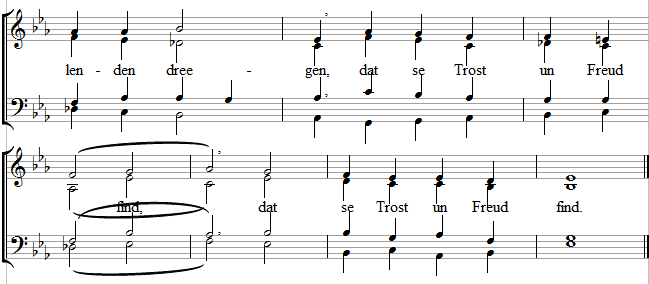 len - den dree - gen, dat se Trost un Freud
find, dat se Trost un Freud find.